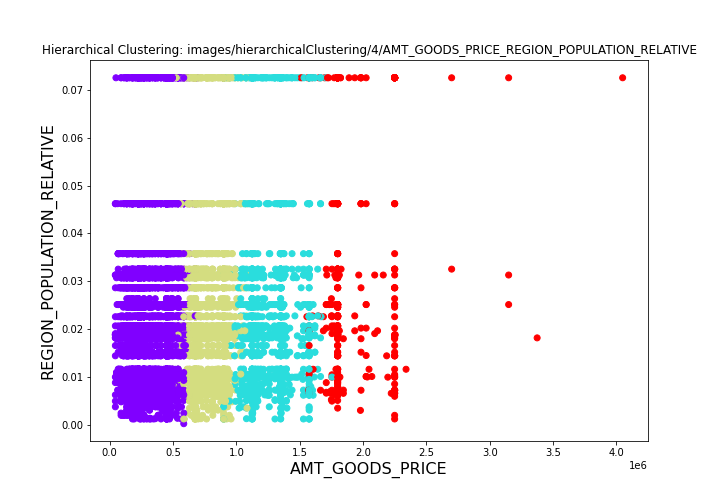 Hierarchical Clustering: images/hierarchicalClustering/4/AMT_GOODS_PRICE_REGION_POPULATION_RELATIVE
REGION_POPULATION_RELATIVE
0.07
0.06
0.05
0.04
0.03
0.02
0.01
0.00
0.0 0.5 1.0 1.5 2.0 2.5 3.0 3.5 4.0
1e6
AMT_GOODS_PRICE